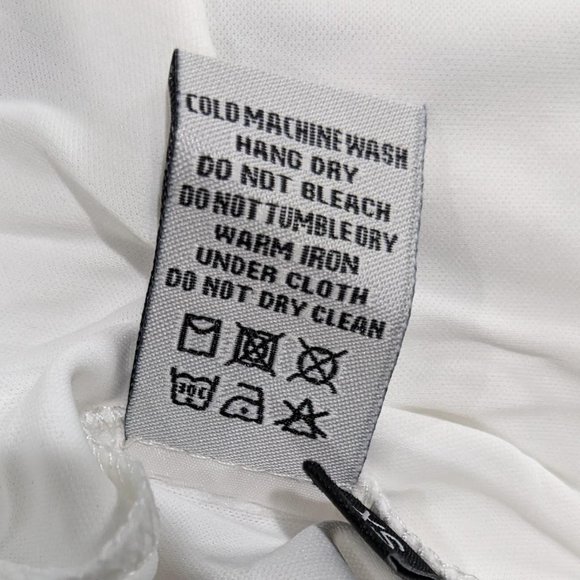 COLD MACHINE WASH
HANG DRY
DO NOT BLEACH
DO NOT TUMBLE DRY
WARM IRON
UNDER CLOTH
DO NOT DRY CLEAN
30C